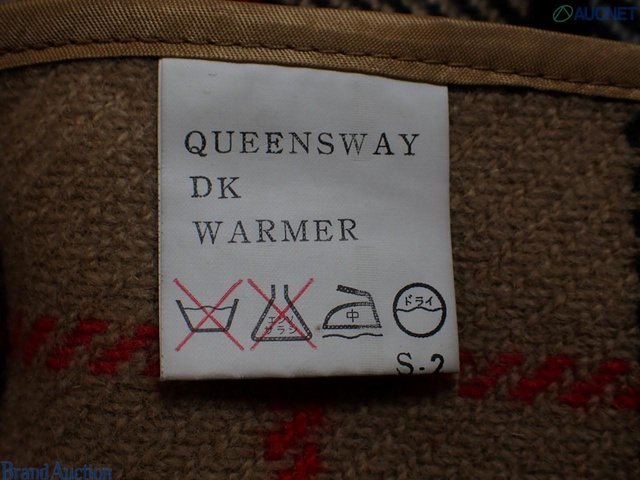 AUCNET
QUEENSWAY
DK
WARMER
エンソ
サラシ
中
ドライ
S-2
Brand Auction